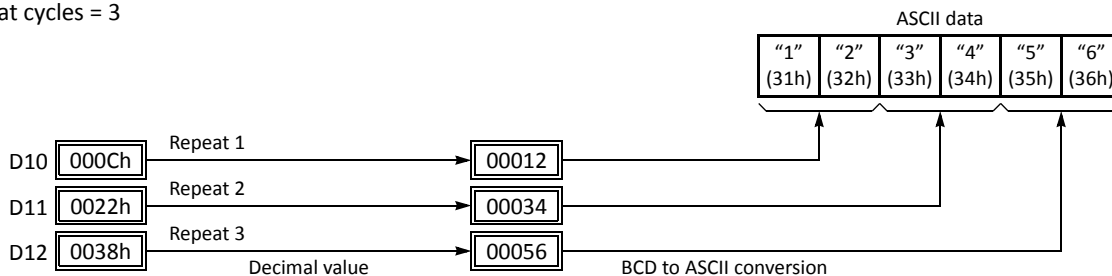 at cycles = 3
ASCII data
“1” “2” “3” “4” “5” “6”
(31h) (32h) (33h) (34h) (35h) (36h)
Repeat 1
D10 000Ch 00012
Repeat 2
D11 0022h 00034
Repeat 3
D12 0038h 00056
Decimal value BCD to ASCII conversion